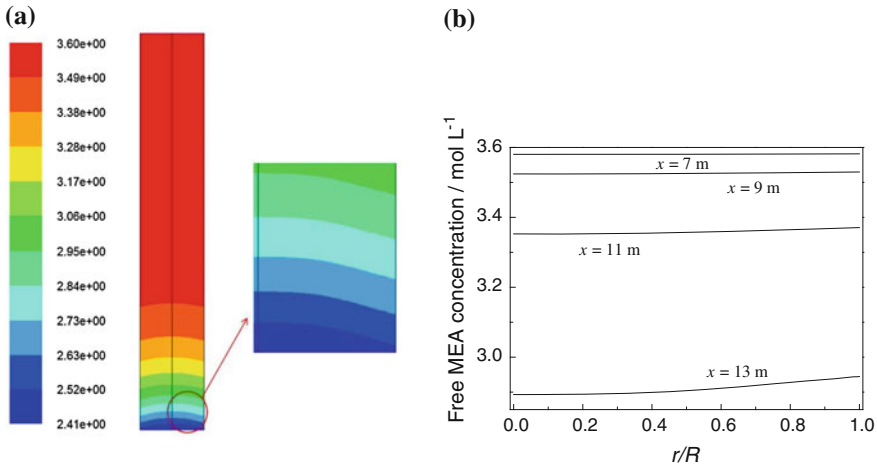 (a)
3.60e+00
3.49e+00
3.38e+00
3.28e+00
3.17e+00
3.06e+00
2.95e+00
2.84e+00
2.73e+00
2.63e+00
2.52e+00
2.41e+00
(b)
Free MEA concentration / mol L-1
3.6
3.4
3.2
2.9
x = 7 m
x = 9 m
x = 11 m
x = 13 m
0.0 0.2 0.4 0.6 0.8 1.0
r/R